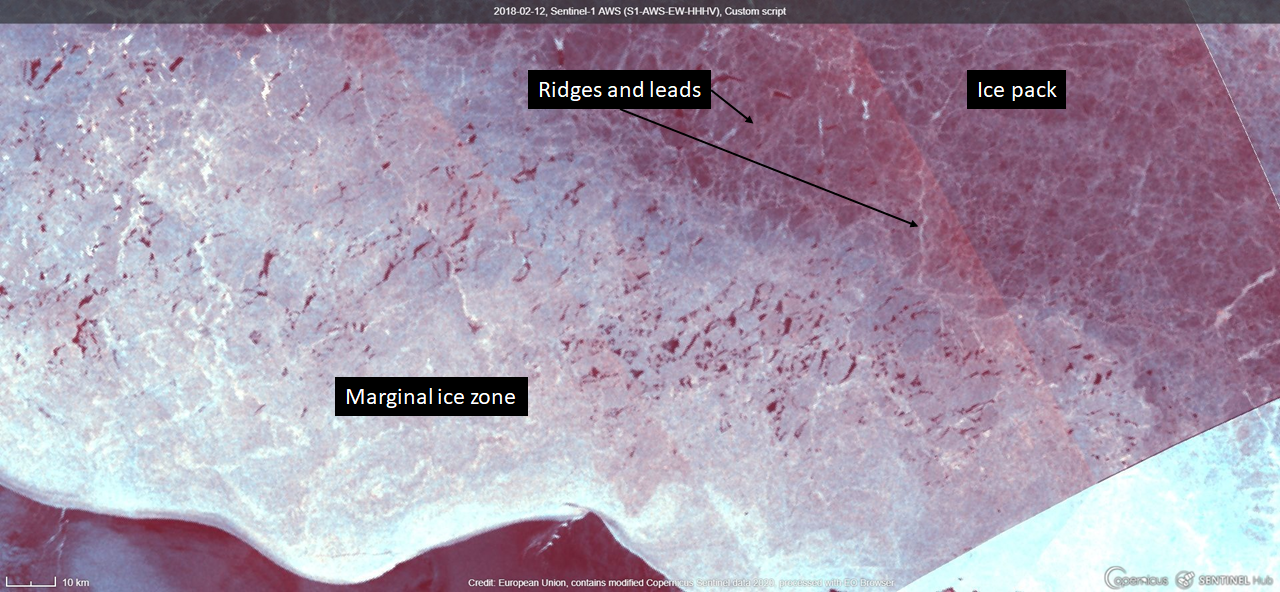 2018-02-12, Sentinel-1 AWS (S1-AWS-EW-HHHV), Custom script
Ridges and leads
Ice pack
Marginal ice zone
10 km
Credit: European Union, contains modified Copernicus Sentinel data 2020, processed with EO Browser
opernicus
SENTINEL Hub